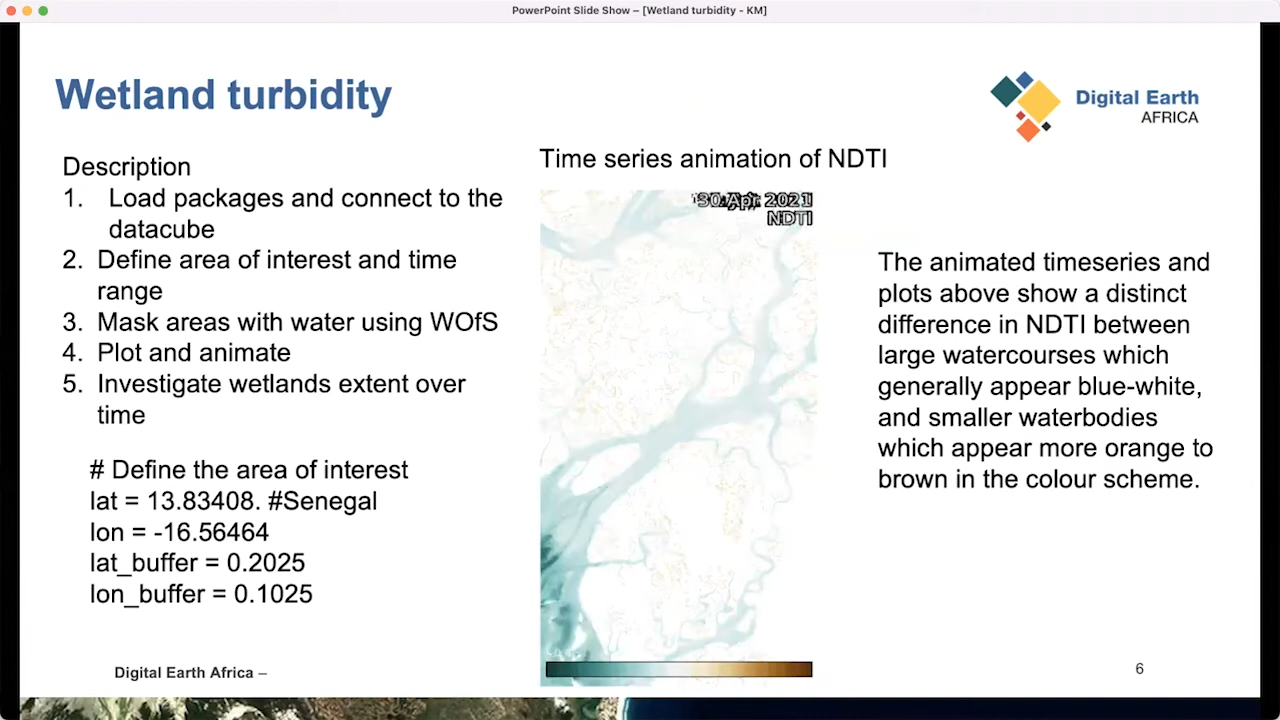 PowerPoint Slide Show – [Wetland turbidity - KM]
Wetland turbidity
Digital Earth
AFRICA
Description
1. Load packages and connect to the
datacube
2. Define area of interest and time
range
3. Mask areas with water using WOfS
4. Plot and animate
5. Investigate wetlands extent over
time
# Define the area of interest
lat = 13.83408. #Senegal
lon = -16.56464
lat_buffer = 0.2025
lon_buffer = 0.1025
Time series animation of NDTI
30 Apr 2021
NDTI
The animated timeseries and
plots above show a distinct
difference in NDTI between
large watercourses which
generally appear blue-white,
and smaller waterbodies
which appear more orange to
brown in the colour scheme.
Digital Earth Africa –
6